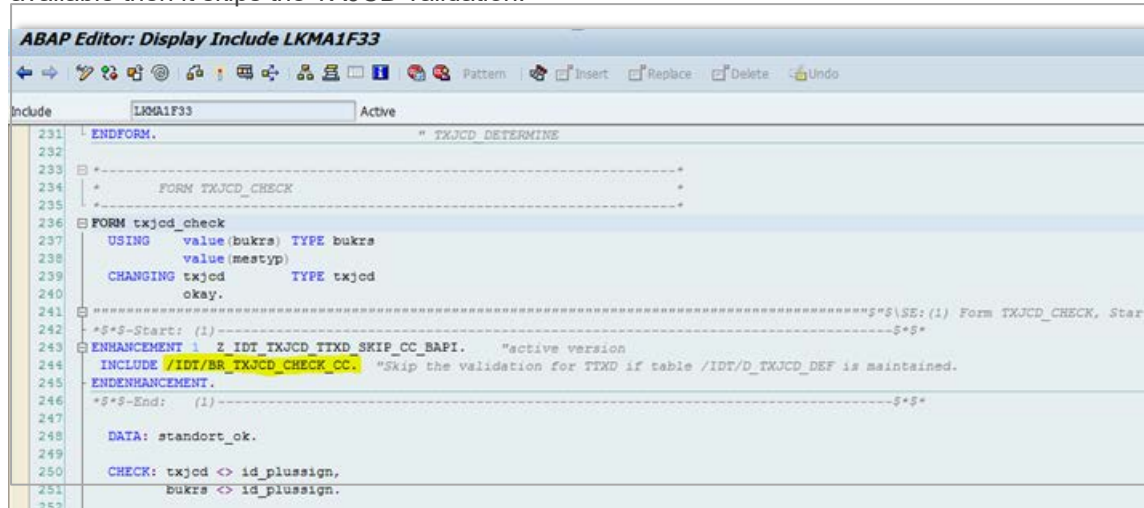 available then it skips the TXJCD validation.
ABAP Editor: Display Include LKMA1F33
Pattern Insert Replace Delete Undo
Include LKMA1F33 Active
231 ENDFORM. " TXJCD_DETERMINE
232
233 *---------------------------------------------------------------------*
234 * FORM TXJCD_CHECK *
235 *---------------------------------------------------------------------*
236 FORM txjcd_check
237 USING value(bukrs) TYPE bukrs
238 value(mestyp)
239 CHANGING txjcd TYPE txjcd
240 okay.
241 """"""""""""""""""""""""""""""""""""""""""""""""""""""""""""""""""""""$"$\SE:(1) Form TXJCD_CHECK, Star
242 *$*$-Start: (1)---------------------------------------------------------------------------$*$*
243 ENHANCEMENT 1 Z_IDT_TXJCD_TTXD_SKIP_CC_BAPI. "active version
244 INCLUDE /IDT/BR_TXJCD_CHECK_CC. "Skip the validation for TTXD if table /IDT/D_TXJCD_DEF is maintained.
245 ENDENHANCEMENT.
246 *$*$-End: (1)---------------------------------------------------------------------------$*$*
247
248 DATA: standort_ok.
249
250 CHECK: txjcd <> id_plussign,
251 bukrs <> id_plussign.
252